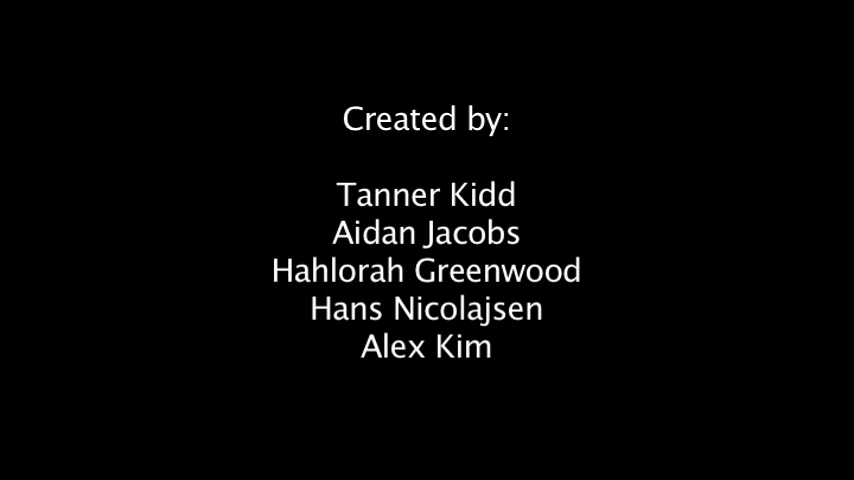 Created by:
Tanner Kidd
Aidan Jacobs
Hahlorah Greenwood
Hans Nicolajsen
Alex Kim